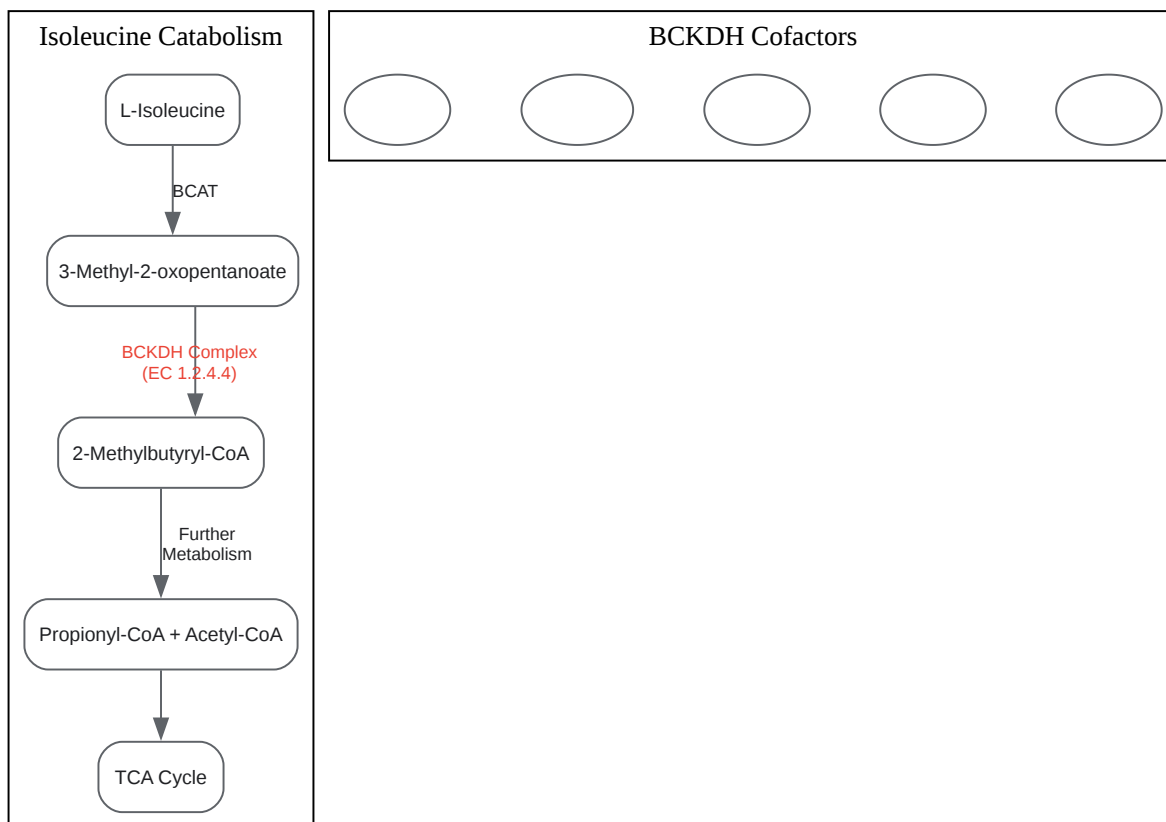 Isoleucine Catabolism
L-Isoleucine
BCAT
3-Methyl-2-oxopentanoate
BCKDH Complex
(EC 1.2.4.4)
2-Methylbutyryl-CoA
Further
Metabolism
Propionyl-CoA + Acetyl-CoA
TCA Cycle
BCKDH Cofactors